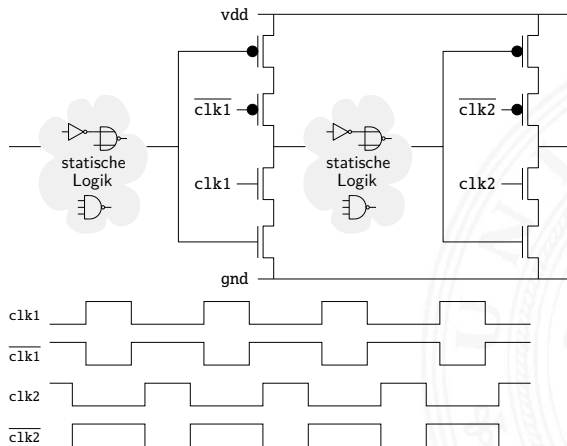 vdd
clk1
clk2
statische
Logik
statische
Logik
clk1
clk2
gnd
clk1
clk1
clk2
clk2